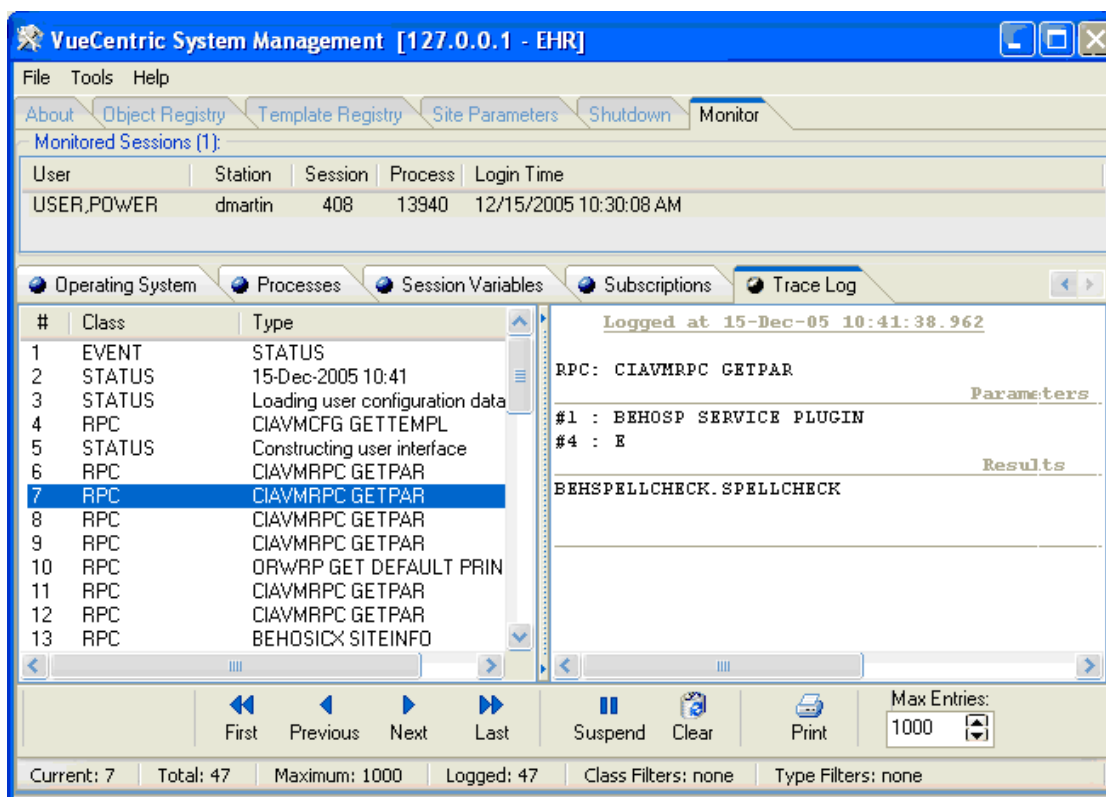 VueCentric System Management [127.0.0.1 - EHR]
File Tools Help
About Object Registry Template Registry Site Parameters Shutdown Monitor
Monitored Sessions (1):
User Station Session Process Login Time
USER,POWER dmartin 408 13940 12/15/2005 10:30:08 AM
Operating System Processes Session Variables Subscriptions Trace Log
# Class Type
1 EVENT STATUS
2 STATUS 15-Dec-2005 10:41
3 STATUS Loading user configuration data
4 RPC CIAVMCFG GETTEMPL
5 STATUS Constructing user interface
6 RPC CIAVMRPC GETPAR
7 RPC CIAVMRPC GETPAR
8 RPC CIAVMRPC GETPAR
9 RPC CIAVMRPC GETPAR
10 RPC ORWRP GET DEFAULT PRIN
11 RPC CIAVMRPC GETPAR
12 RPC CIAVMRPC GETPAR
13 RPC BEHOSICX SITEINFO
Logged at 15-Dec-05 10:41:38.962
RPC: CIAVMRPC GETPAR
Parameters
#1 : BEHOSP SERVICE PLUGIN
#4 : E
Results
BEHSPELLCHECK.SPELLCHECK
First Previous Next Last Suspend Clear Print
Max Entries:
1000
Current: 7 Total: 47 Maximum: 1000 Logged: 47 Class Filters: none Type Filters: none